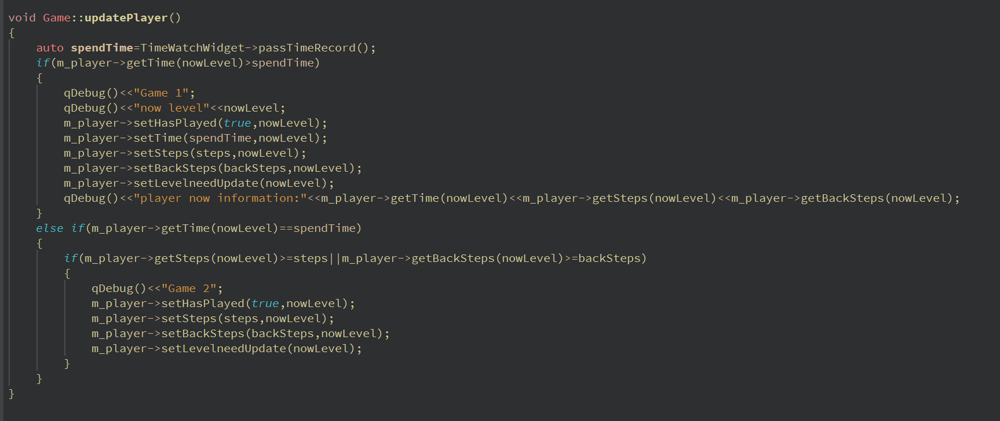 void Game::updatePlayer()
{
    auto spendTime=TimeWatchWidget->passTimeRecord();
    if(m_player->getTime(nowLevel)>spendTime)
    {
        qDebug()<<"Game 1";
        qDebug()<<"now level"<<nowLevel;
        m_player->setHasPlayed(true,nowLevel);
        m_player->setTime(spendTime,nowLevel);
        m_player->setSteps(steps,nowLevel);
        m_player->setBackSteps(backSteps,nowLevel);
        m_player->setLevelneedUpdate(nowLevel);
        qDebug()<<"player now information:"<<m_player->getTime(nowLevel)<<m_player->getSteps(nowLevel)<<m_player->getBackSteps(nowLevel);
    }
    else if(m_player->getTime(nowLevel)==spendTime)
    {
        if(m_player->getSteps(nowLevel)>=steps||m_player->getBackSteps(nowLevel)>=backSteps)
        {
            qDebug()<<"Game 2";
            m_player->setHasPlayed(true,nowLevel);
            m_player->setSteps(steps,nowLevel);
            m_player->setBackSteps(backSteps,nowLevel);
            m_player->setLevelneedUpdate(nowLevel);
        }
    }
}